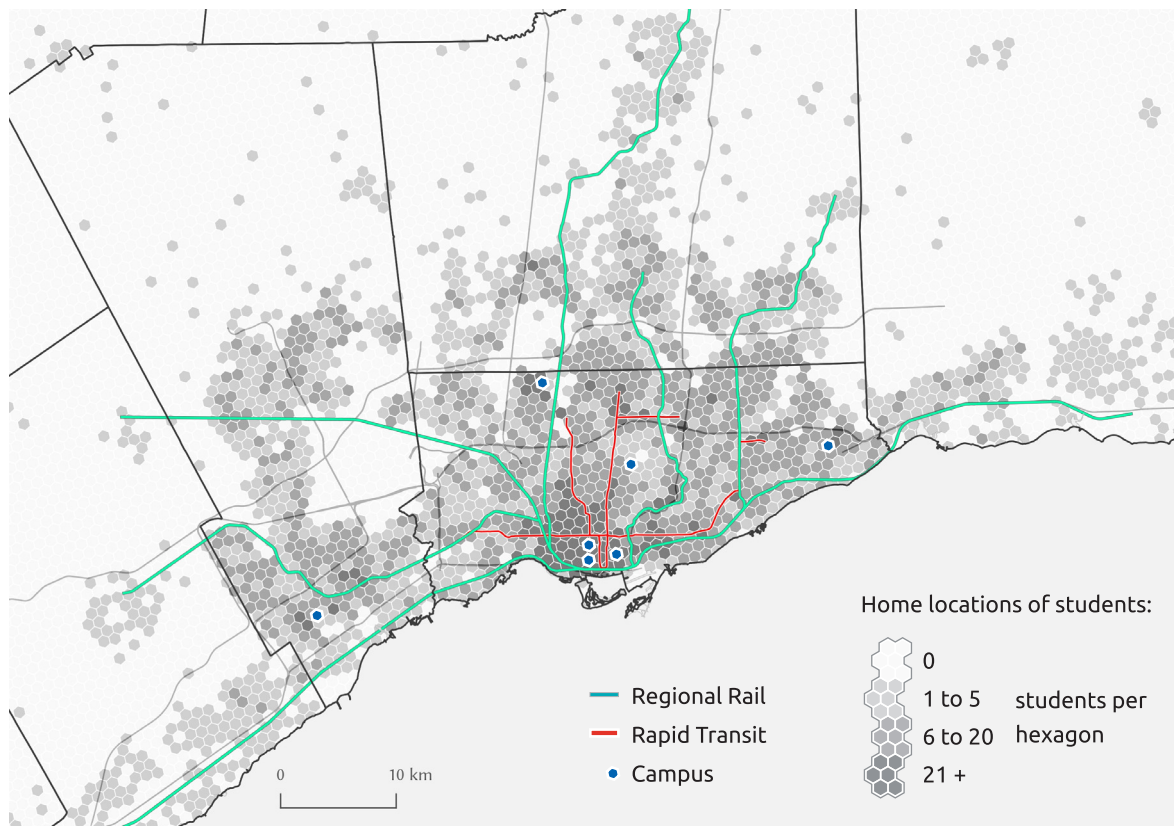 Home locations of students:
0
1 to 5
6 to 20
21 +
students per
hexagon
Regional Rail
Rapid Transit
Campus
0
10 km